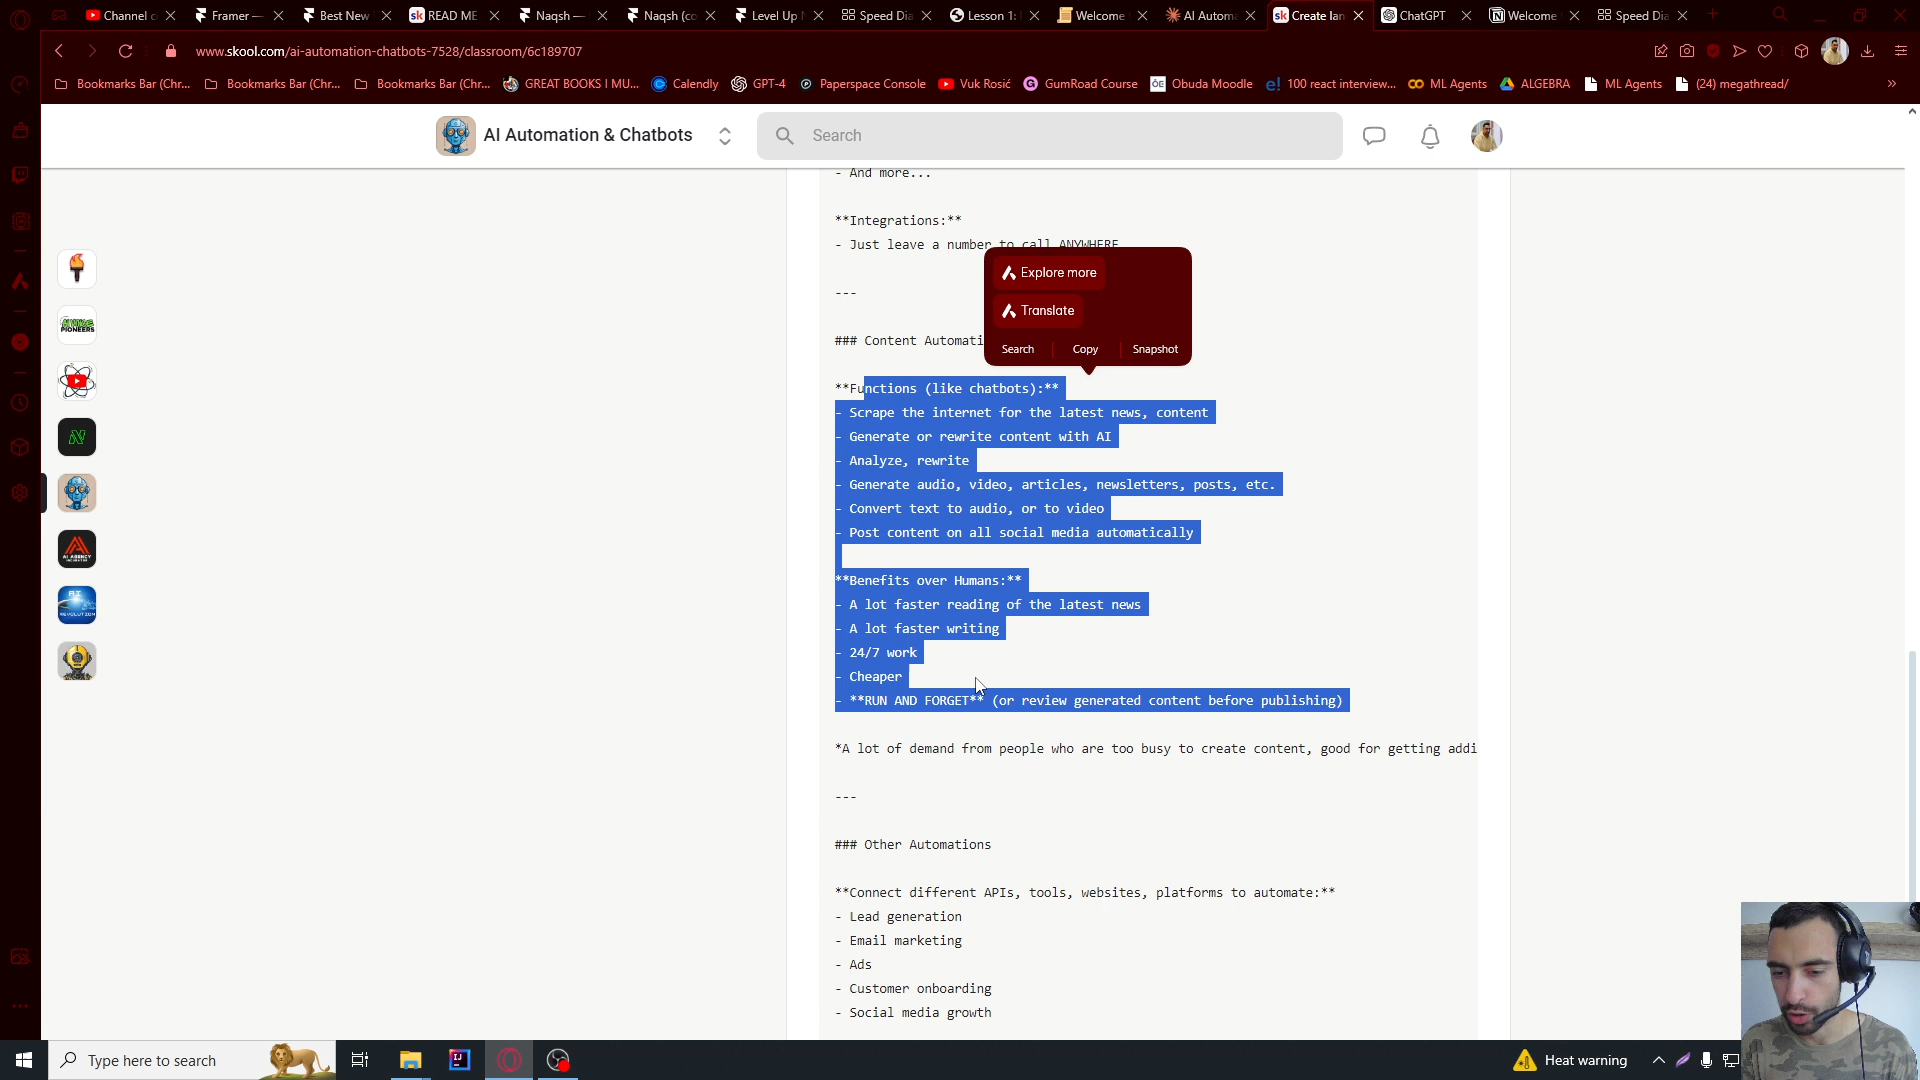 Channel c
Framer —
Best New
READ ME
Naqsh —
Naqsh (co
Level Up
Speed Dia
Lesson 1:
Welcome
AI Autom
Create lan
ChatGPT
Welcome
Speed Dia
www.skool.com/ai-automation-chatbots-7528/classroom/6c189707
Bookmarks Bar (Chr...
Bookmarks Bar (Chr...
Bookmarks Bar (Chr...
GREAT BOOKS I MU...
Calendly
GPT-4
Paperspace Console
Vuk Rosić
GumRoad Course
Obuda Moodle
100 react interview...
ML Agents
ALGEBRA
ML Agents
(24) megathread/
AI Automation & Chatbots
Search
- And more...
**Integrations:**
- Just leave a number to call ANYWHERE
Explore more
Translate
Search
Copy
Snapshot
---
### Content Automati
**Functions (like chatbots):**
- Scrape the internet for the latest news, content
- Generate or rewrite content with AI
- Analyze, rewrite
- Generate audio, video, articles, newsletters, posts, etc.
- Convert text to audio, or to video
- Post content on all social media automatically
**Benefits over Humans:**
- A lot faster reading of the latest news
- A lot faster writing
- 24/7 work
- Cheaper
- **RUN AND FORGET** (or review generated content before publishing)
*A lot of demand from people who are too busy to create content, good for getting addi
---
### Other Automations
**Connect different APIs, tools, websites, platforms to automate:**
- Lead generation
- Email marketing
- Ads
- Customer onboarding
- Social media growth
Type here to search
Heat warning